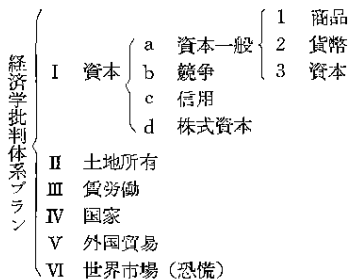 経済学批判体系プラン
I 資本
a 資本一般
1 商品
2 貨幣
3 資本
b 競争
c 信用
d 株式資本
II 土地所有
III 賃労働
IV 国家
V 外国貿易
VI 世界市場（恐慌）